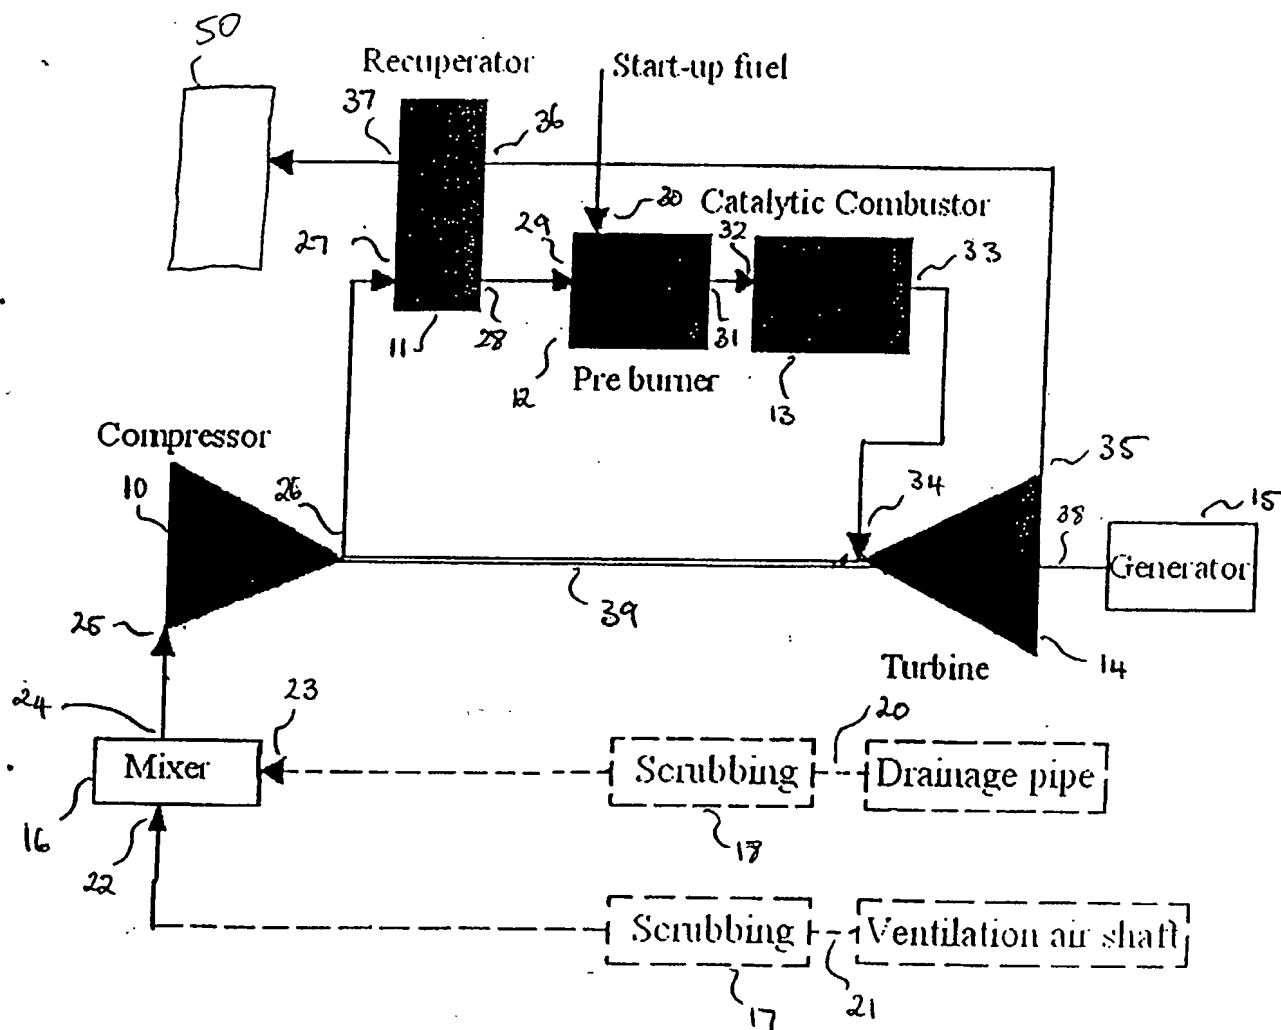 50
Recuperator
Start-up fuel
37
36
30
Catalytic Combustor
27
29
32
33
11
28
12
31
Pre burner
13
Compressor
10
26
34
35
38
15
Generator
39
25
Turbine
14
24
23
20
Mixer
Scrubbing
Drainage pipe
16
22
18
Scrubbing
Ventilation air shaft
17
21